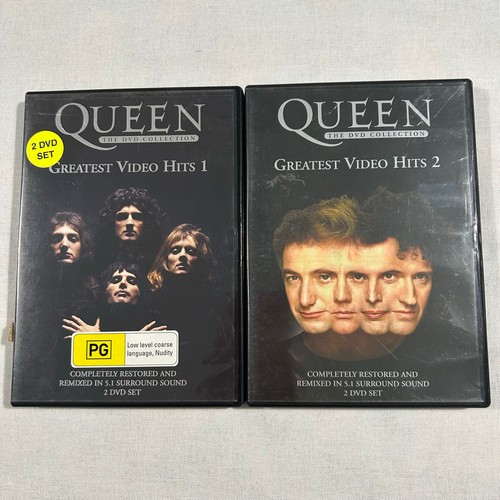 QUEEN
THE DVD COLLECTION
2 DVD
SET
GREATEST VIDEO HITS 1
PG
Low level coarse
language, Nudity
COMPLETELY RESTORED AND
REMIXED IN 5.1 SURROUND SOUND
2 DVD SET
QUEEN
THE DVD COLLECTION
GREATEST VIDEO HITS 2
COMPLETELY RESTORED AND
REMIXED IN 5.1 SURROUND SOUND
2 DVD SET